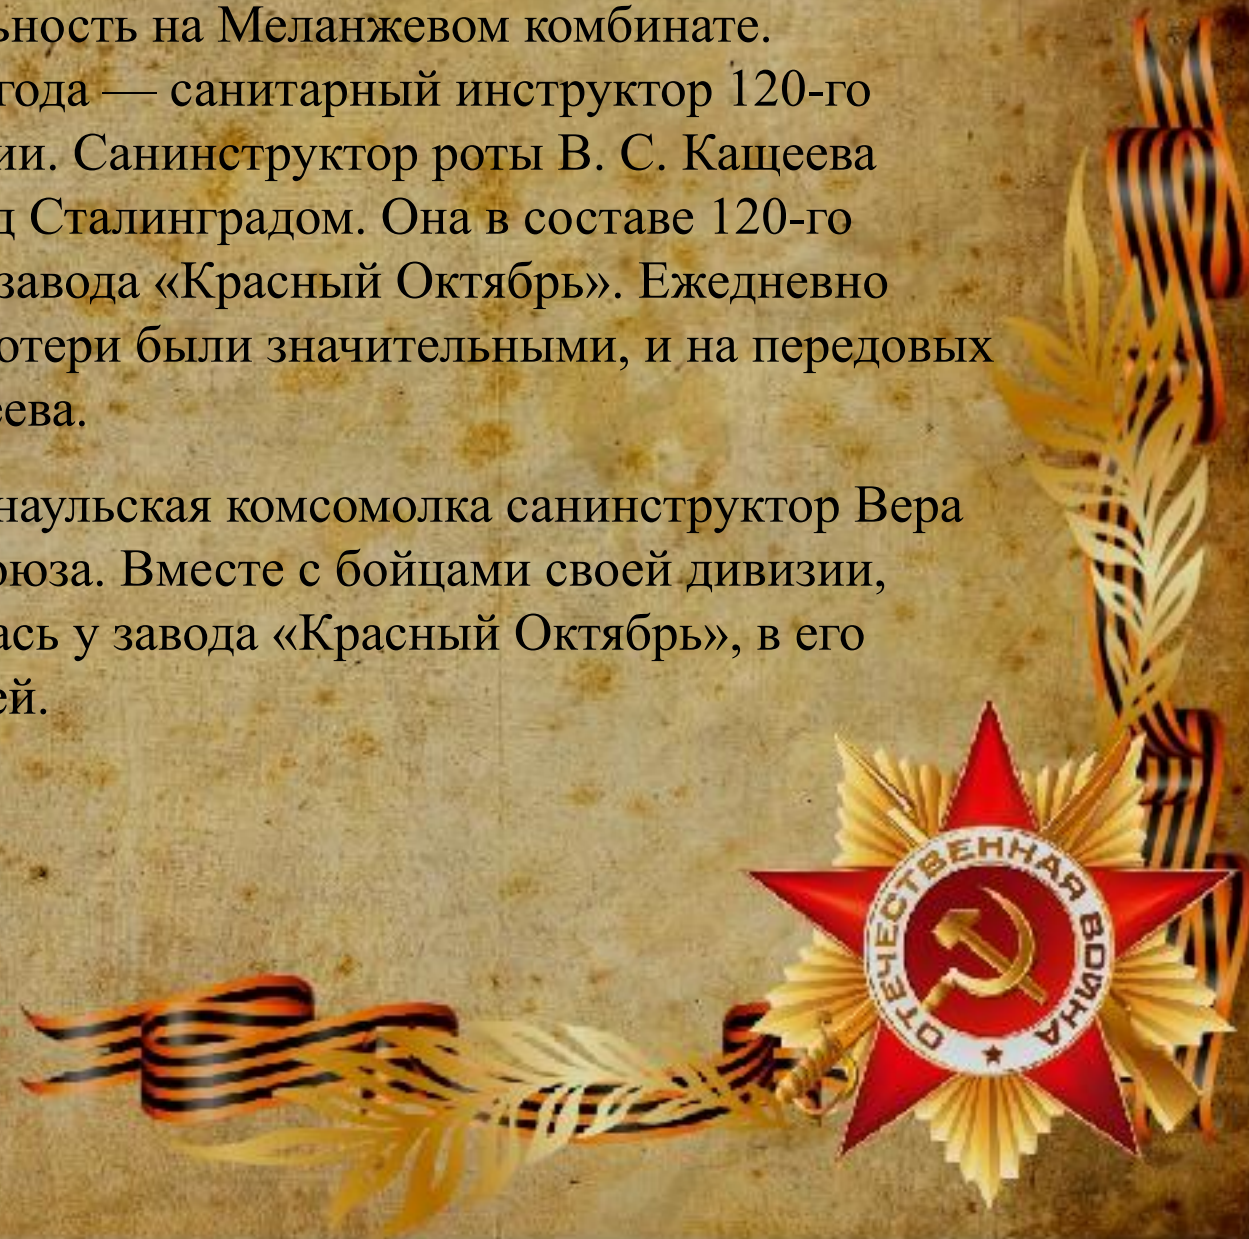 ьность на Меланжевом комбинате.
года — санитарный инструктор 120-го
ии. Санинструктор роты В. С. Кащеева
д Сталинградом. Она в составе 120-го
завода «Красный Октябрь». Ежедневно
отери были значительными, и на передовых
еева.
наульская комсомолка санинструктор Вера
оюза. Вместе с бойцами своей дивизии,
ась у завода «Красный Октябрь», в его
ей.
ОТЕЧЕСТВЕННАЯ ВОЙНА